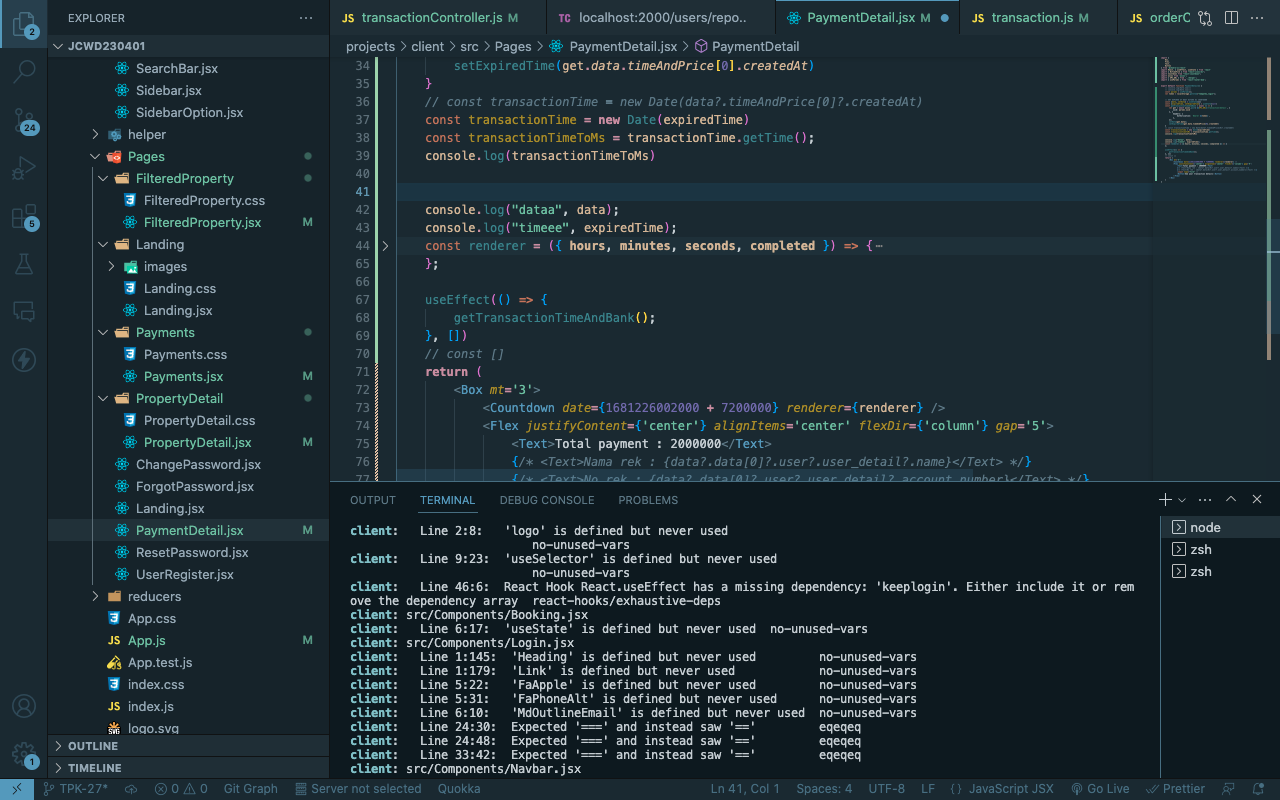 EXPLORER
JCWD230401
SearchBar.jsx
Sidebar.jsx
SidebarOption.jsx
helper
Pages
FilteredProperty
FilteredProperty.css
FilteredProperty.jsx M
Landing
images
Landing.css
Landing.jsx
Payments
Payments.css
Payments.jsx M
PropertyDetail
PropertyDetail.css
PropertyDetail.jsx M
ChangePassword.jsx
ForgotPassword.jsx
Landing.jsx
PaymentDetail.jsx M
ResetPassword.jsx
UserRegister.jsx
reducers
App.css
JS App.js M
App.test.js
index.css
JS index.js
logo.svg
OUTLINE
TIMELINE
2
24
5
1
JS transactionController.js M
TC localhost:2000/users/repo..
PaymentDetail.jsx M
JS transaction.js M
JS orderC
projects > client > src > Pages > PaymentDetail.jsx > PaymentDetail
34 setExpiredTime(get.data.timeAndPrice[0].createdAt)
35 }
36 // const transactionTime = new Date(data?.timeAndPrice[0]?.createdAt)
37 const transactionTime = new Date(expiredTime)
38 const transactionTimeToMs = transactionTime.getTime();
39 console.log(transactionTimeToMs)
40
41
42 console.log("dataa", data);
43 console.log("timeee", expiredTime);
44 const renderer = ({ hours, minutes, seconds, completed }) => {⋯
65 };
66
67 useEffect(() => {
68 getTransactionTimeAndBank();
69 }, [])
70 // const []
71 return (
72 <Box mt='3'>
73 <Countdown date={1681226002000 + 7200000} renderer={renderer} />
74 <Flex justifyContent={'center'} alignItems='center' flexDir={'column'} gap='5'>
75 <Text>Total payment : 2000000</Text>
76 {/* <Text>Nama rek : {data?.data[0]?.user?.user_detail?.name}</Text> */}
77 {/* <Text>No rek : {data?.data[0]?.user?.user_detail?.account_number}</Text> */}
OUTPUT TERMINAL DEBUG CONSOLE PROBLEMS
client: Line 2:8: 'logo' is defined but never used
no-unused-vars
client: Line 9:23: 'useSelector' is defined but never used
no-unused-vars
client: Line 46:6: React Hook React.useEffect has a missing dependency: 'keeplogin'. Either include it or rem
ove the dependency array react-hooks/exhaustive-deps
client: src/Components/Booking.jsx
client: Line 6:17: 'useState' is defined but never used no-unused-vars
client: src/Components/Login.jsx
client: Line 1:145: 'Heading' is defined but never used no-unused-vars
client: Line 1:179: 'Link' is defined but never used no-unused-vars
client: Line 5:22: 'FaApple' is defined but never used no-unused-vars
client: Line 5:31: 'FaPhoneAlt' is defined but never used no-unused-vars
client: Line 6:10: 'MdOutlineEmail' is defined but never used no-unused-vars
client: Line 24:30: Expected '===' and instead saw '==' eqeqeq
client: Line 24:48: Expected '===' and instead saw '==' eqeqeq
client: Line 33:42: Expected '===' and instead saw '==' eqeqeq
client: src/Components/Navbar.jsx
node
zsh
zsh
TPK-27* 0 0 Git Graph Server not selected Quokka Ln 41, Col 1 Spaces: 4 UTF-8 LF {} JavaScript JSX Go Live Prettier